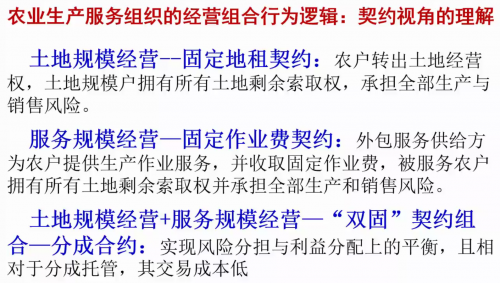 农业生产服务组织的经营组合行为逻辑：契约视角的理解
土地规模经营--固定地租契约：农户转出土地经营
权，土地规模户拥有所有土地剩余索取权，承担全部生产与
销售风险。
服务规模经营—固定作业费契约：外包服务供给方
为农户提供生产作业服务，并收取固定作业费，被服务农户
拥有所有土地剩余索取权并承担全部生产和销售风险。
土地规模经营+服务规模经营—“双固”契约组
合—分成合约：实现风险分担与利益分配上的平衡，且相
对于分成托管，其交易成本低